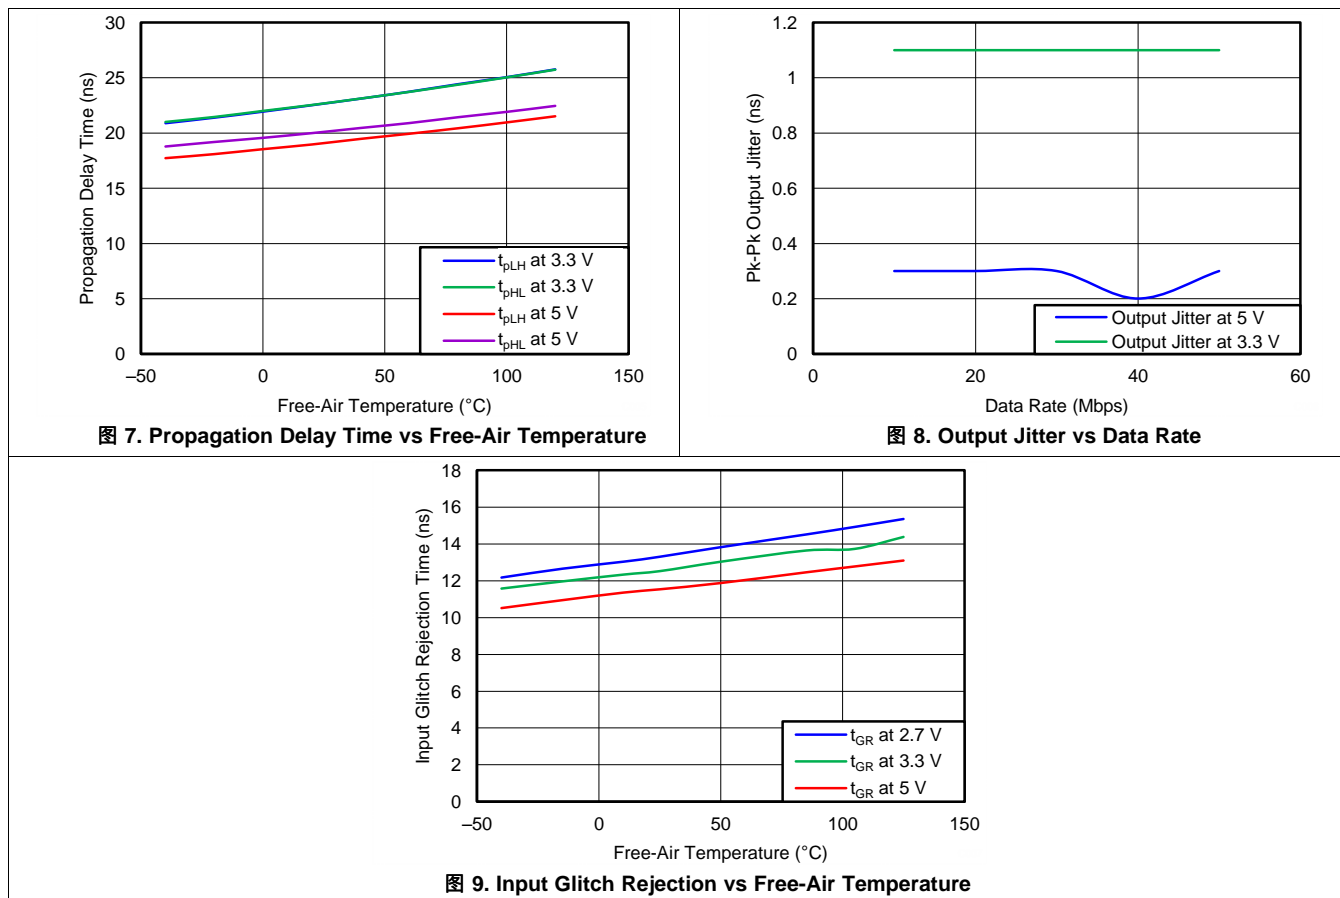 30
25
20
15
10
5
0
–50
0
50
100
150
Propagation Delay Time (ns)
Free-Air Temperature (°C)
tpLH at 3.3 V
tpHL at 3.3 V
tpLH at 5 V
tpHL at 5 V
图 7. Propagation Delay Time vs Free-Air Temperature
1.2
1
0.8
0.6
0.4
0.2
0
0
20
40
60
Pk-Pk Output Jitter (ns)
Data Rate (Mbps)
Output Jitter at 5 V
Output Jitter at 3.3 V
图 8. Output Jitter vs Data Rate
18
16
14
12
10
8
6
4
2
0
–50
0
50
100
150
Input Glitch Rejection Time (ns)
Free-Air Temperature (°C)
tGR at 2.7 V
tGR at 3.3 V
tGR at 5 V
图 9. Input Glitch Rejection vs Free-Air Temperature